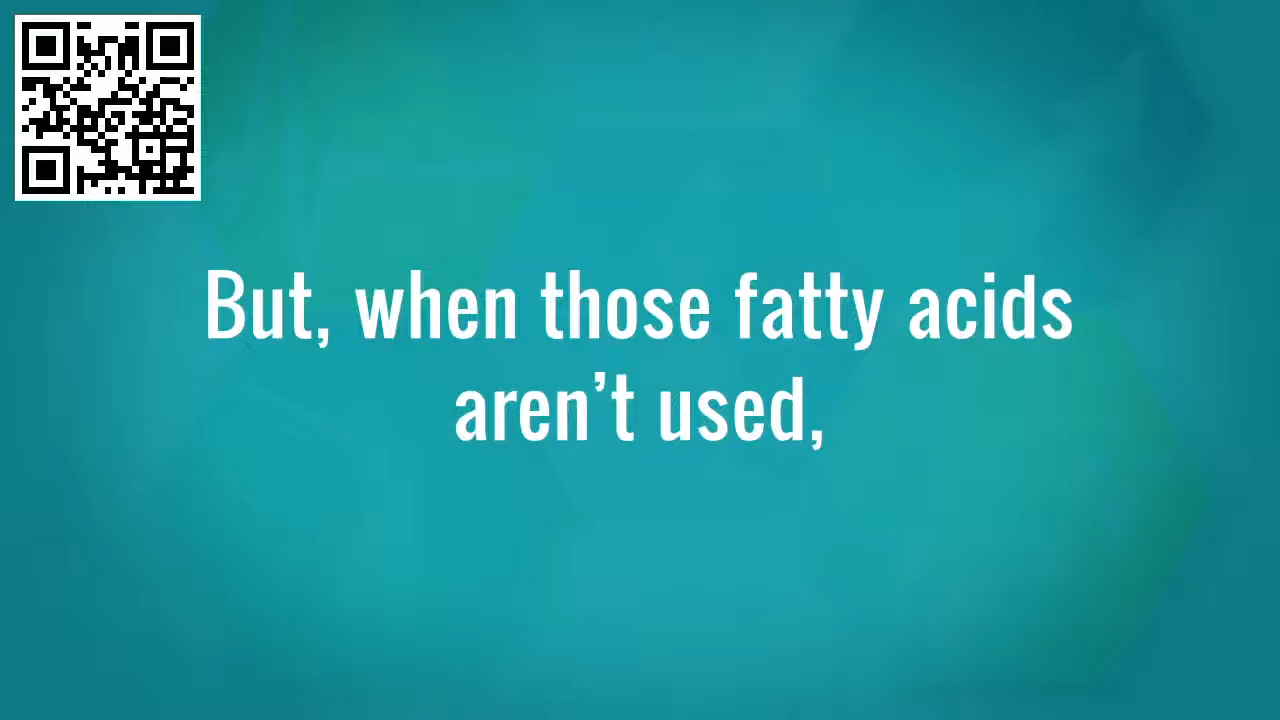 But, when those fatty acids
aren’t used,